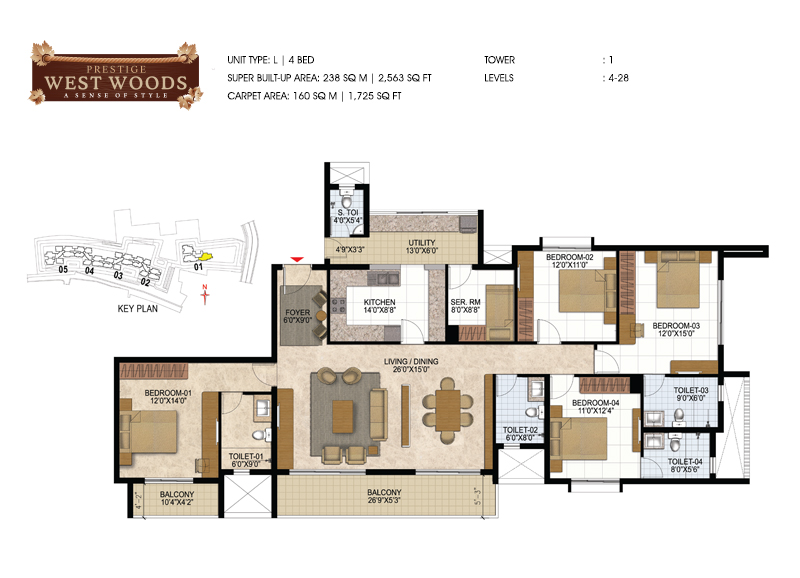 PRESTIGE
WEST WOODS
A SENSE OF STYLE
UNIT TYPE: L | 4 BED
SUPER BUILT-UP AREA: 238 SQ M | 2,563 SQ FT
CARPET AREA: 160 SQ M | 1,725 SQ FT
TOWER : 1
LEVELS : 4-28
S. TOI
4'0"X5'4"
4'9"X3'3"
UTILITY
13'0"X6'0"
05
04
03
02
01
N
KEY PLAN
FOYER
6'0"X9'0"
KITCHEN
14'0"X8'8"
SER. RM
8'0"X8'8"
BEDROOM-02
12'0"X11'0"
BEDROOM-03
12'0"X15'0"
LIVING / DINING
26'0"X15'0"
BEDROOM-01
12'0"X14'0"
TOILET-01
6'0"X9'0"
TOILET-02
6'0"X8'0"
BEDROOM-04
11'0"X12'4"
TOILET-03
9'0"X6'0"
TOILET-04
8'0"X5'6"
BALCONY
10'4"X4'2"
4'-2"
BALCONY
26'9"X5'3"
5'-3"